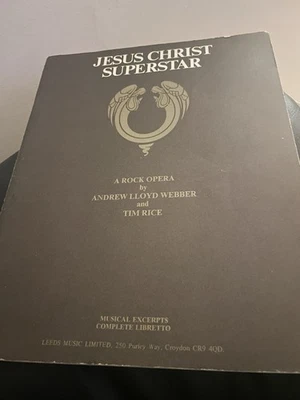 JESUS CHRIST
SUPERSTAR
A ROCK OPERA
by
ANDREW LLOYD WEBBER
and
TIM RICE
MUSICAL EXCERPTS
COMPLETE LIBRETTO
LEEDS MUSIC LIMITED, 250 Purley Way, Croydon CR9 4QD.